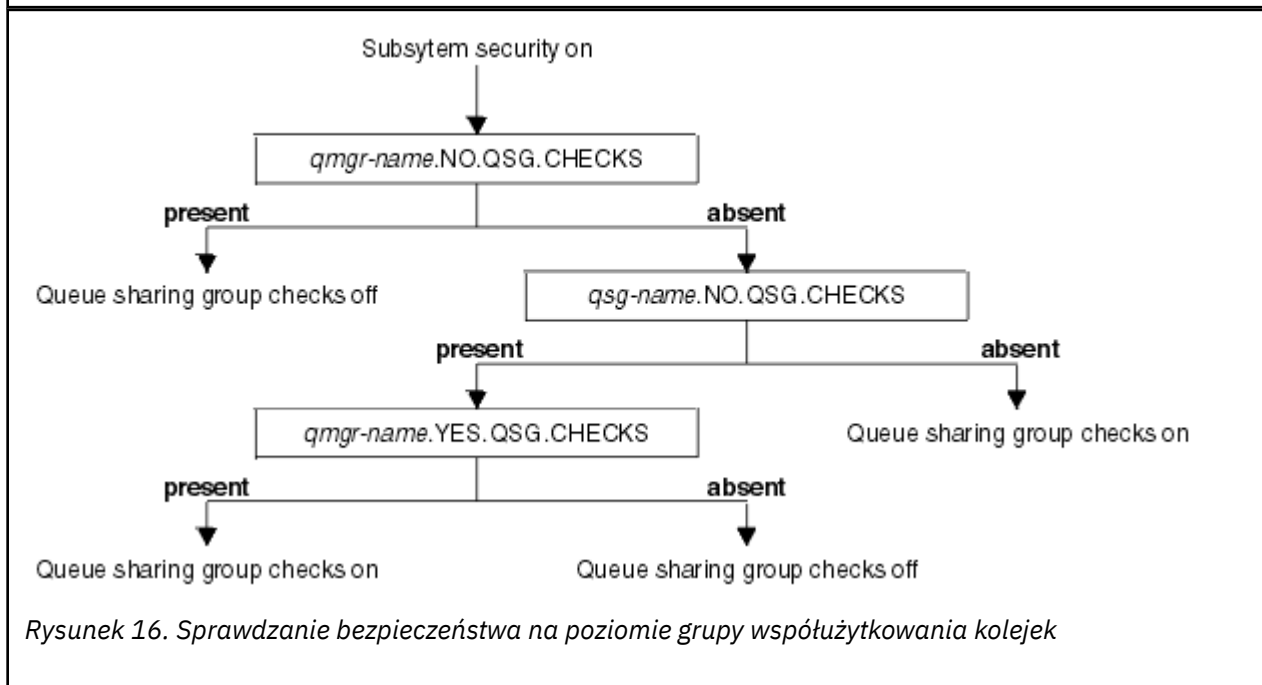 Subsytem security on
qmgr-name.NO.QSG.CHECKS
present absent
Queue sharing group checks off
qsg-name.NO.QSG.CHECKS
present absent
qmgr-name.YES.QSG.CHECKS
Queue sharing group checks on
present absent
Queue sharing group checks on
Queue sharing group checks off
Rysunek 16. Sprawdzanie bezpieczeństwa na poziomie grupy współużytkowania kolejek